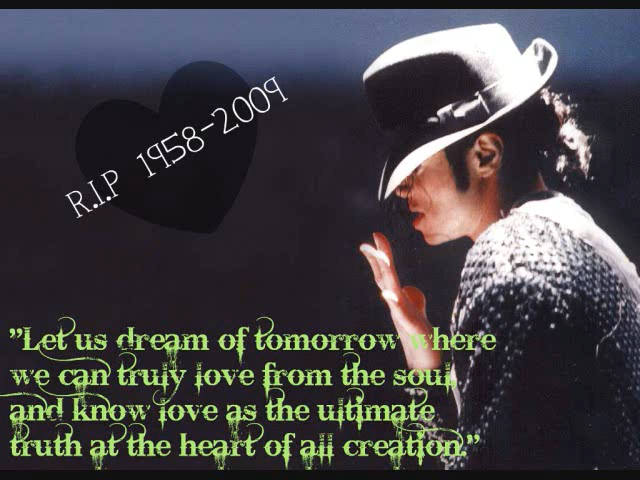 R.I.P 1958-2009
"Let us dream of tomorrow where
we can truly love from the soul,
and know love as the ultimate
truth at the heart of all creation."